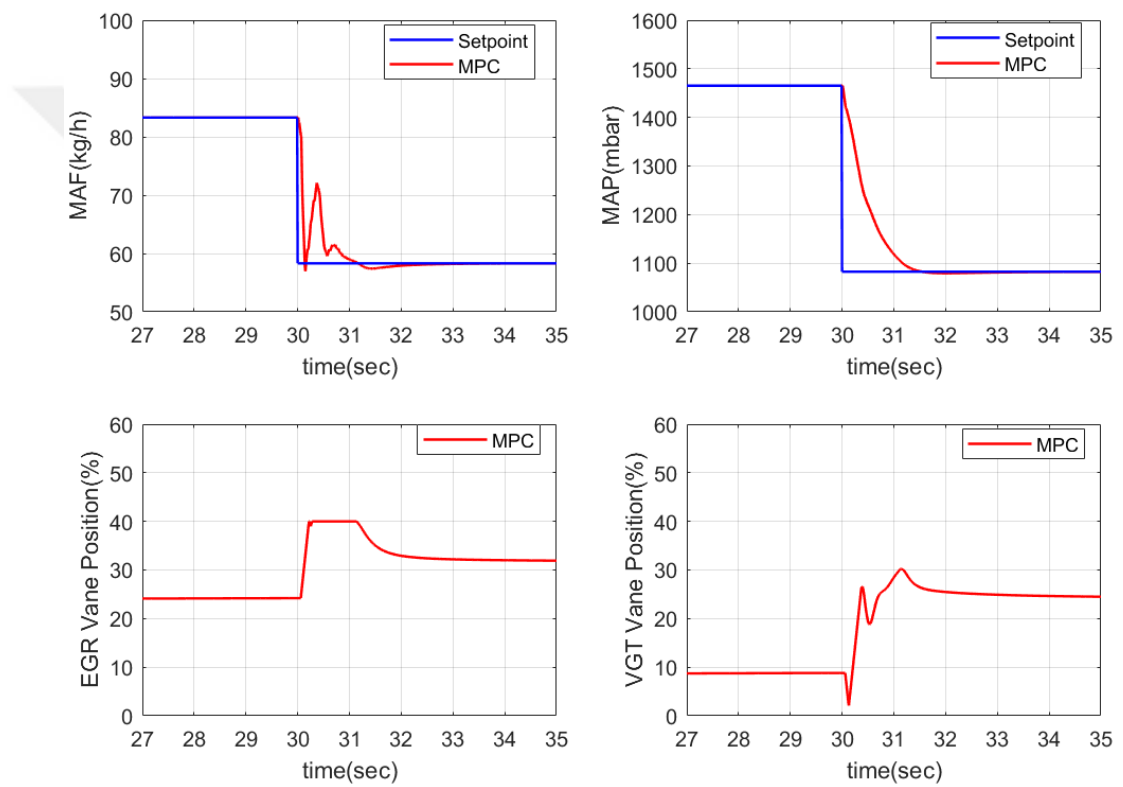 100
90
80
70
60
50
MAF(kg/h)
Setpoint
MPC
27 28 29 30 31 32 33 34 35
time(sec)
1600
1500
1400
1300
1200
1100
1000
MAP(mbar)
Setpoint
MPC
27 28 29 30 31 32 33 34 35
time(sec)
60
50
40
30
20
10
0
EGR Vane Position(%)
MPC
27 28 29 30 31 32 33 34 35
time(sec)
60
50
40
30
20
10
0
VGT Vane Position(%)
MPC
27 28 29 30 31 32 33 34 35
time(sec)